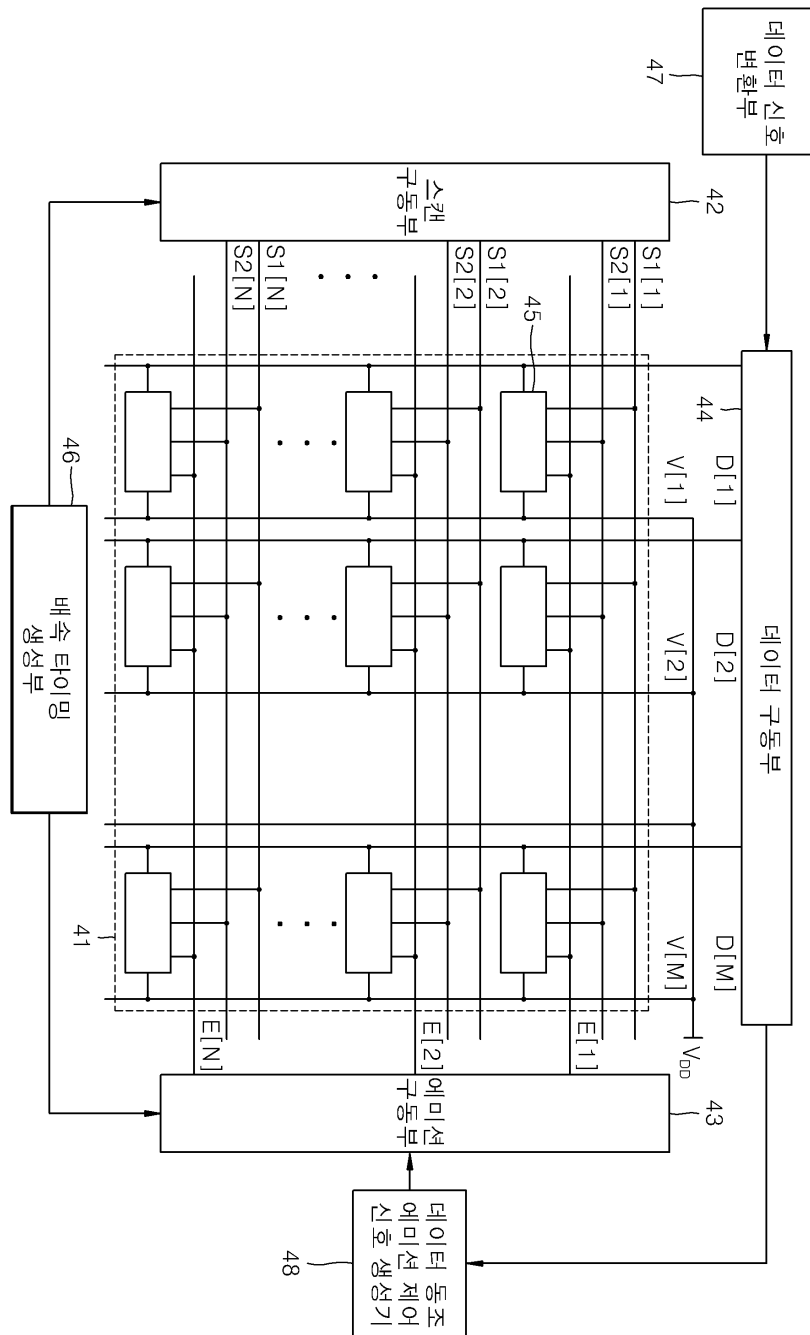 데이터 신호
변환부
47
스캔
구동부
42
데이터 구동부
44
D[1]
D[2]
D[M]
V[1]
V[2]
V[M]
V_DD
S1[1]
S2[1]
S1[2]
S2[2]
S1[N]
S2[N]
45
41
E[1]
E[2]
E[N]
에미션
구동부
43
데이터 동조
에미션 제어
신호 생성기
48
배속 타이밍
생성부
46